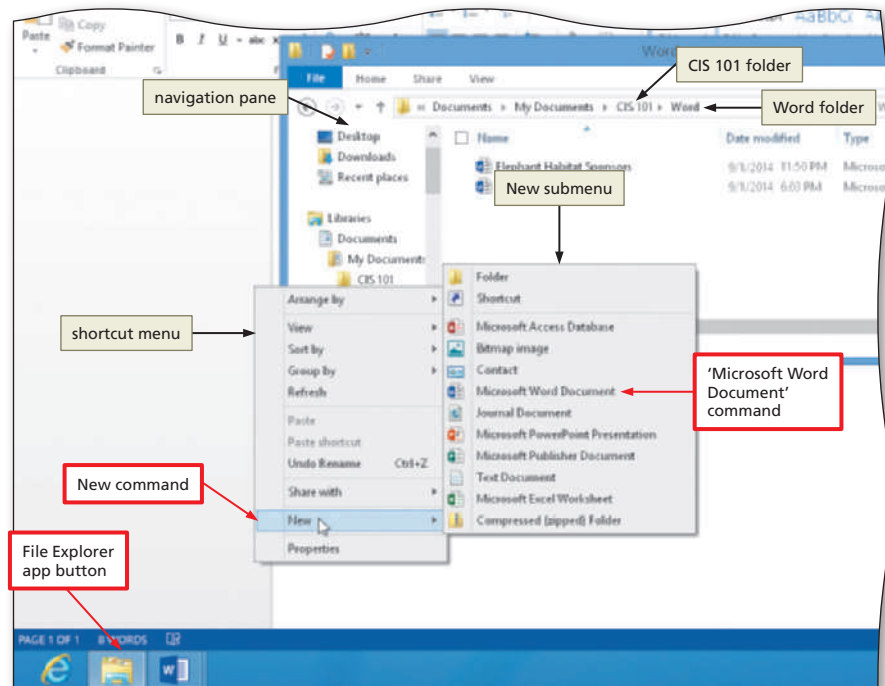 Copy
Paste
Format Painter
Clipboard
B I U abc
AaBbCc
Word
File Home Share View
CIS 101 folder
navigation pane
« Documents ▸ My Documents ▸ CIS 101 ▸ Word
Word folder
Desktop
Downloads
Recent places
Name Date modified Type
Elephant Habitat Sponsors 9/1/2014 11:50 PM Microso
9/1/2014 6:03 PM Microso
New submenu
Libraries
Documents
My Documents
CIS 101
shortcut menu
Arrange by
View
Sort by
Group by
Refresh
Paste
Paste shortcut
Undo Rename Ctrl+Z
Share with
New
Properties
Folder
Shortcut
Microsoft Access Database
Bitmap image
Contact
Microsoft Word Document
Journal Document
Microsoft PowerPoint Presentation
Microsoft Publisher Document
Text Document
Microsoft Excel Worksheet
Compressed (zipped) Folder
'Microsoft Word
Document'
command
New command
File Explorer
app button
PAGE 1 OF 1 8 WORDS